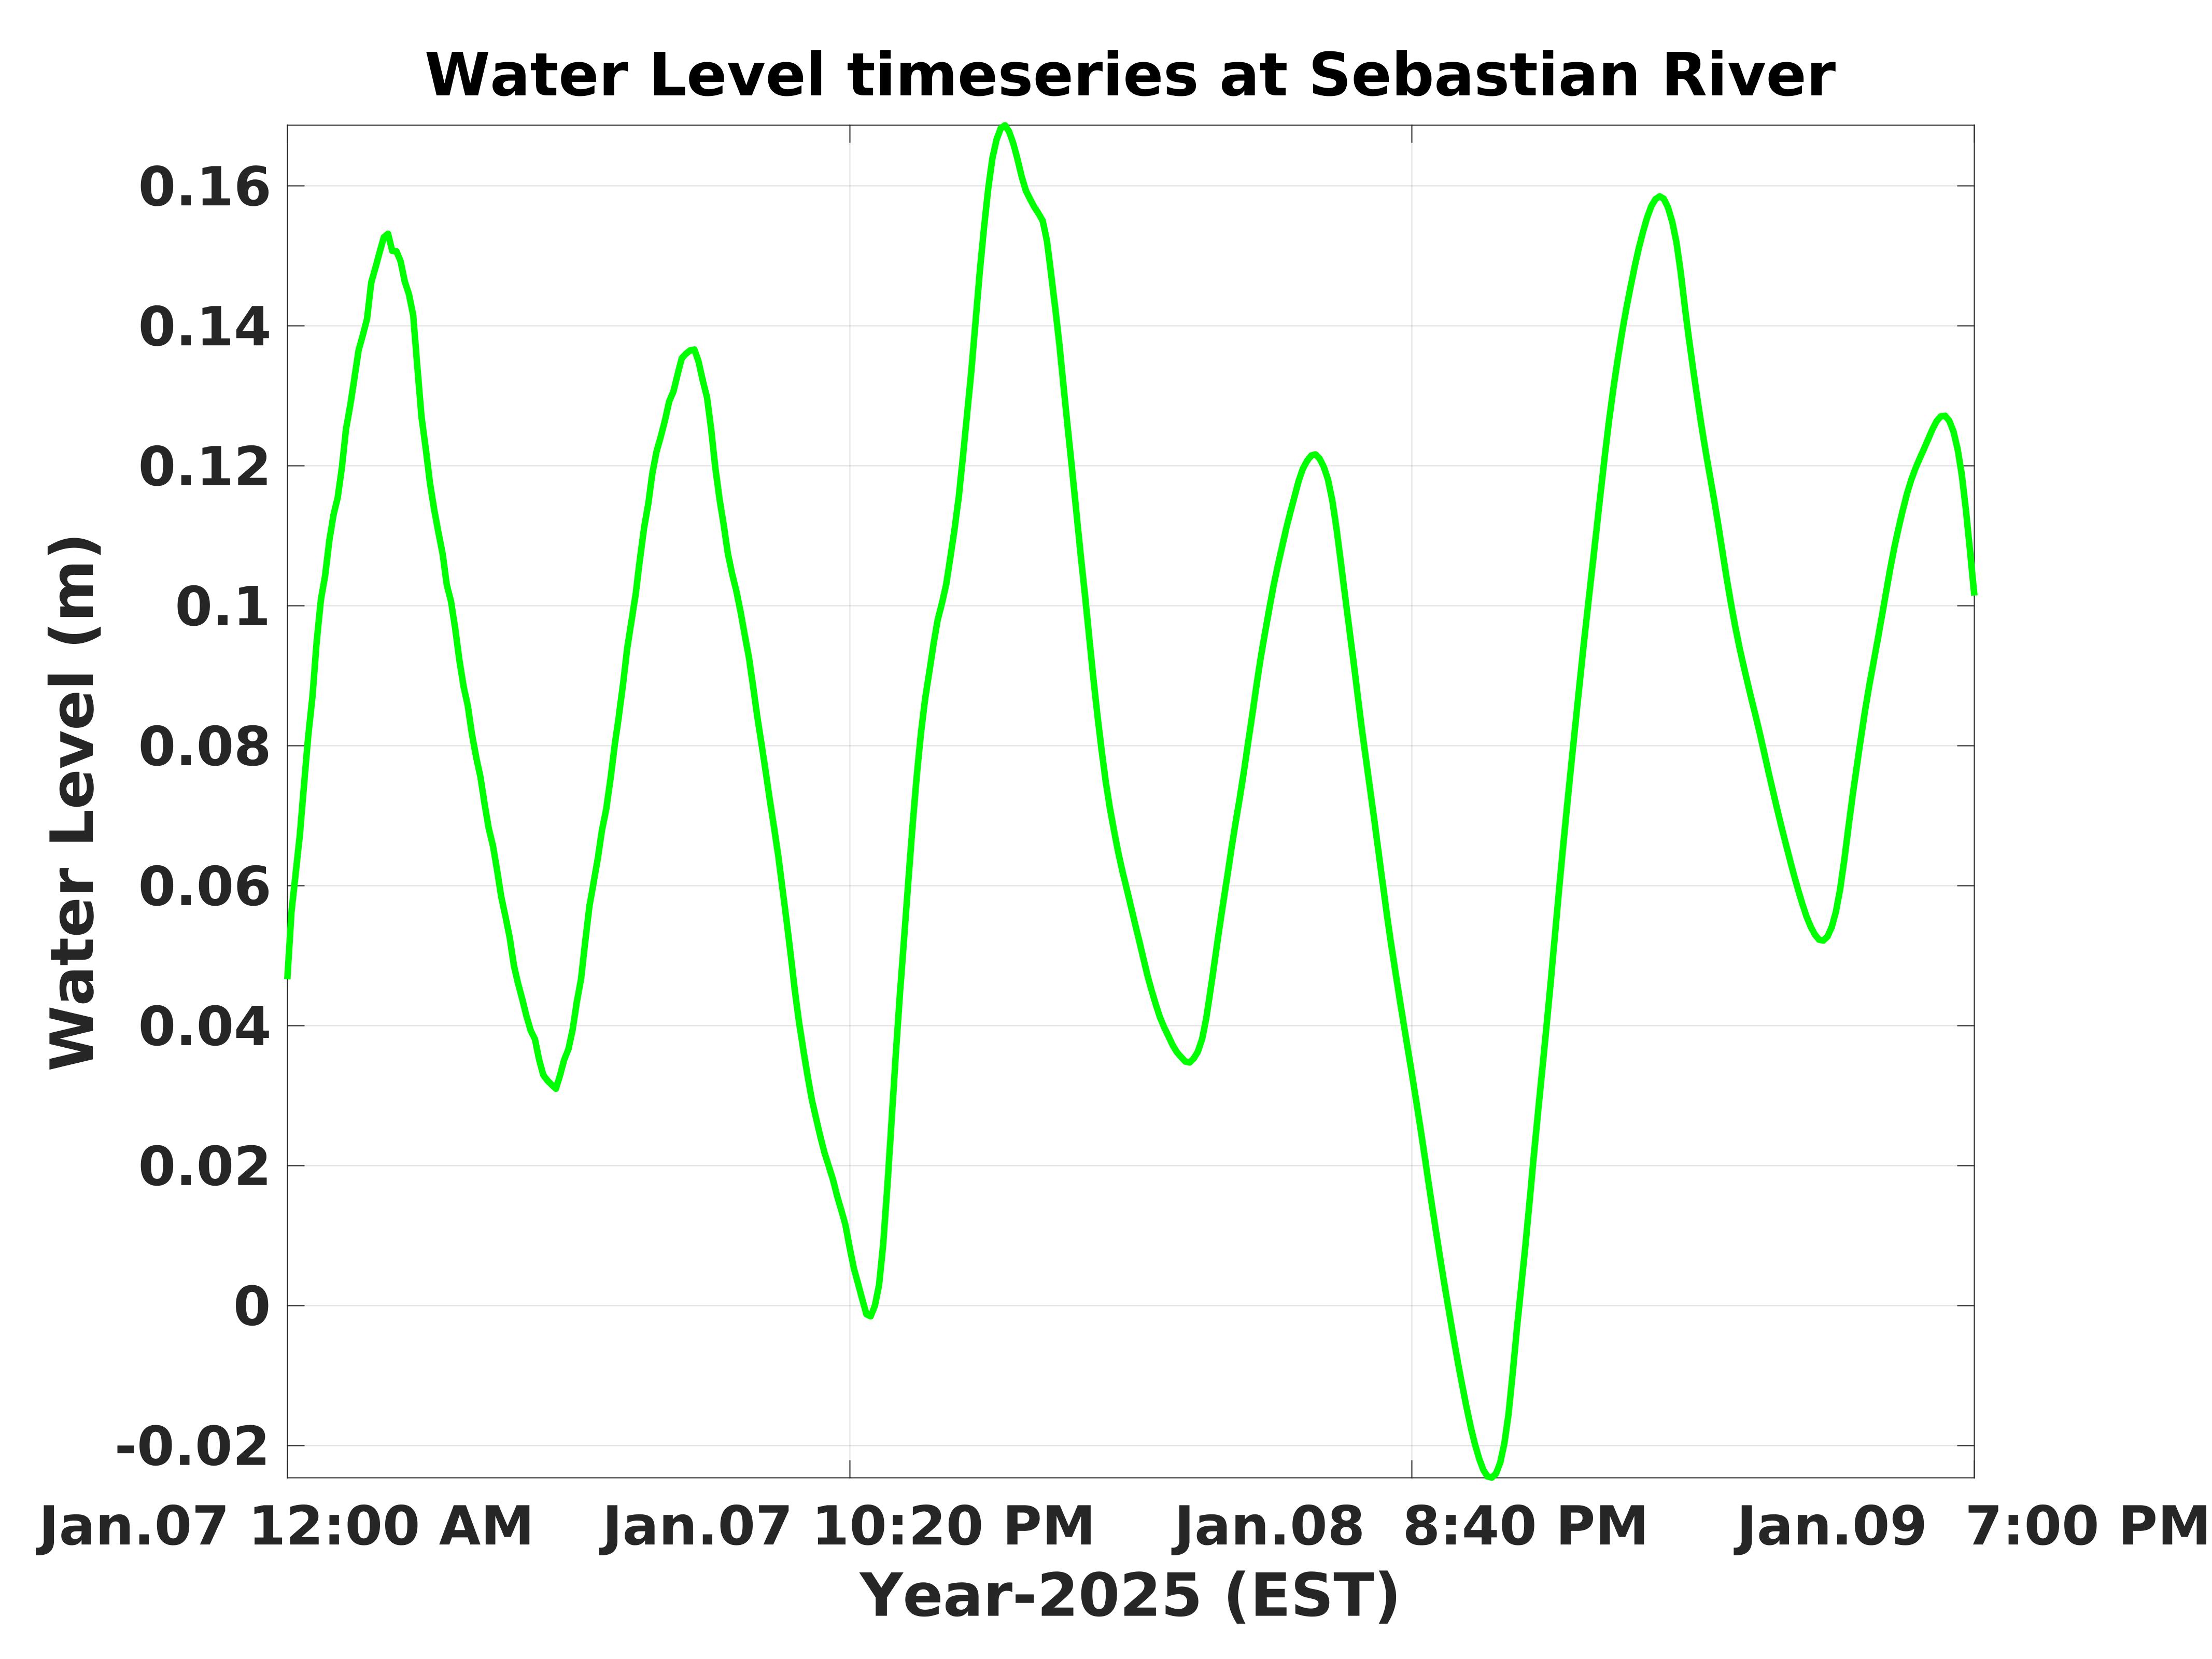 Water Level timeseries at Sebastian River
Water Level (m)
0.16
0.14
0.12
0.1
0.08
0.06
0.04
0.02
0
-0.02
Jan.07 12:00 AM Jan.07 10:20 PM Jan.08 8:40 PM Jan.09 7:00 PM
Year-2025 (EST)